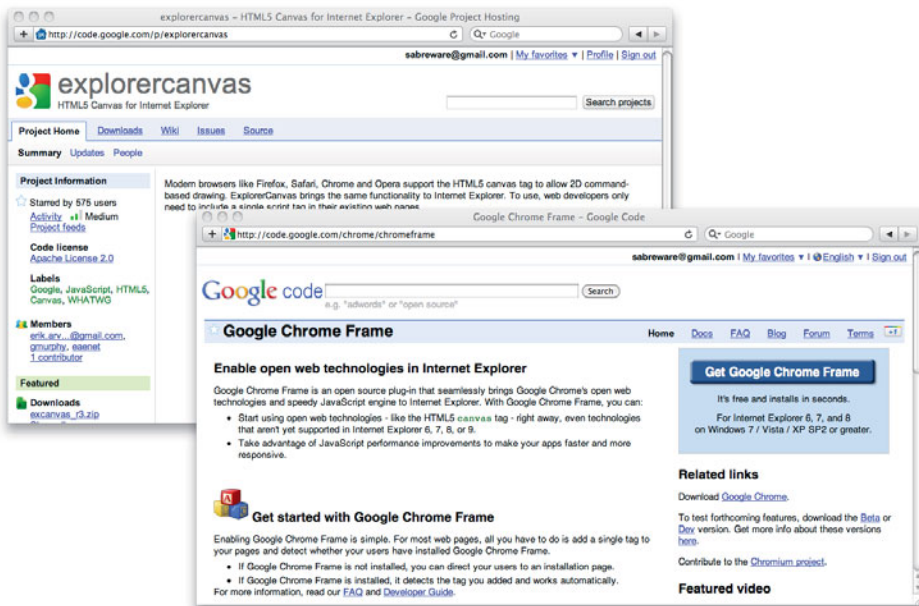 explorercanvas – HTML5 Canvas for Internet Explorer – Google Project Hosting
http://code.google.com/p/explorercanvas
Google
sabreware@gmail.com | My favorites ▼ | Profile | Sign out
explorercanvas
HTML5 Canvas for Internet Explorer
Search projects
Project Home Downloads Wiki Issues Source
Summary Updates People
Project Information
Starred by 575 users
Activity Medium
Project feeds
Code license
Apache License 2.0
Labels
Google, JavaScript, HTML5,
Canvas, WHATWG
Members
erik.arv...@gmail.com,
gmurphy, eaenet
1 contributor
Featured
Downloads
excanvas_r3.zip
Modern browsers like Firefox, Safari, Chrome and Opera support the HTML5 canvas tag to allow 2D command-
based drawing. ExplorerCanvas brings the same functionality to Internet Explorer. To use, web developers only
need to include a single script tag in their existing web pages.
Google Chrome Frame – Google Code
http://code.google.com/chrome/chromeframe
Google
sabreware@gmail.com | My favorites ▼ | English ▼ | Sign out
Google code
Search
e.g. "adwords" or "open source"
Google Chrome Frame
Home Docs FAQ Blog Forum Terms +1
Enable open web technologies in Internet Explorer
Google Chrome Frame is an open source plug-in that seamlessly brings Google Chrome's open web
technologies and speedy JavaScript engine to Internet Explorer. With Google Chrome Frame, you can:
• Start using open web technologies - like the HTML5 canvas tag - right away, even technologies
that aren't yet supported in Internet Explorer 6, 7, 8, or 9.
• Take advantage of JavaScript performance improvements to make your apps faster and more
responsive.
Get started with Google Chrome Frame
Enabling Google Chrome Frame is simple. For most web pages, all you have to do is add a single tag to
your pages and detect whether your users have installed Google Chrome Frame.
• If Google Chrome Frame is not installed, you can direct your users to an installation page.
• If Google Chrome Frame is installed, it detects the tag you added and works automatically.
For more information, read our FAQ and Developer Guide.
Get Google Chrome Frame
It's free and installs in seconds.
For Internet Explorer 6, 7, and 8
on Windows 7 / Vista / XP SP2 or greater.
Related links
Download Google Chrome.
To test forthcoming features, download the Beta or
Dev version. Get more info about these versions
here.
Contribute to the Chromium project.
Featured video